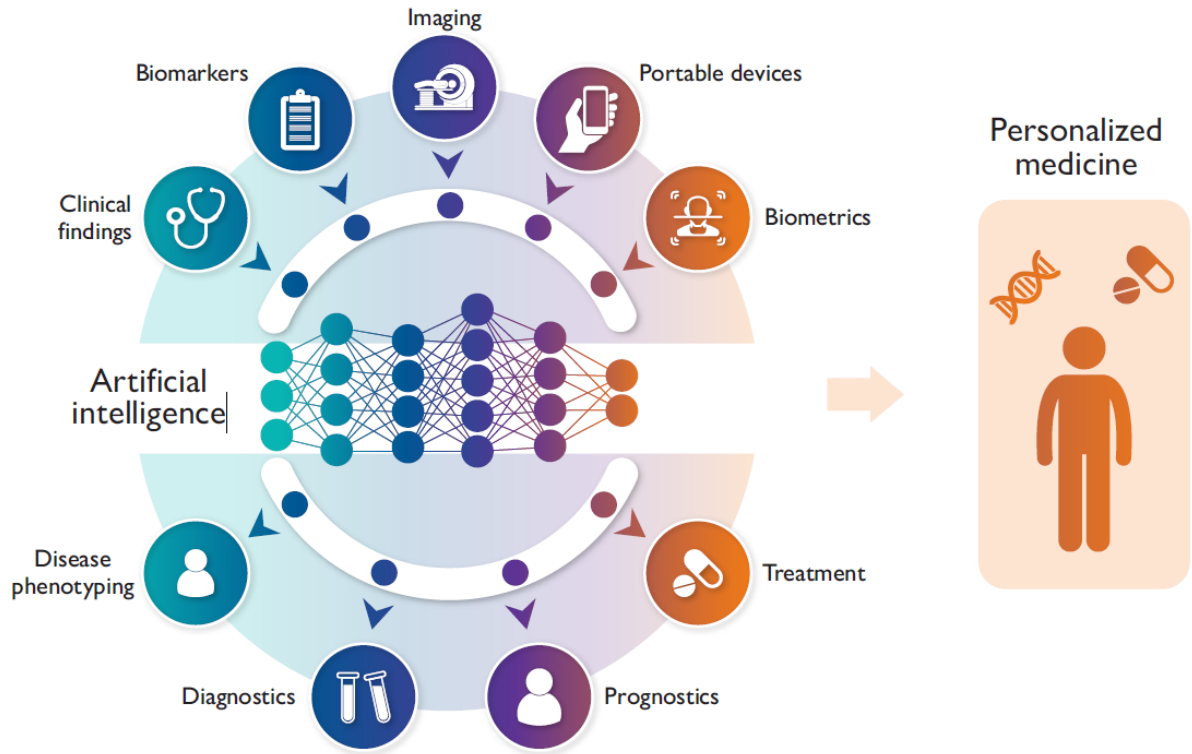 Imaging
Biomarkers
Portable devices
Clinical
findings
Biometrics
Artificial
intelligence
Disease
phenotyping
Treatment
Diagnostics
Prognostics
Personalized
medicine